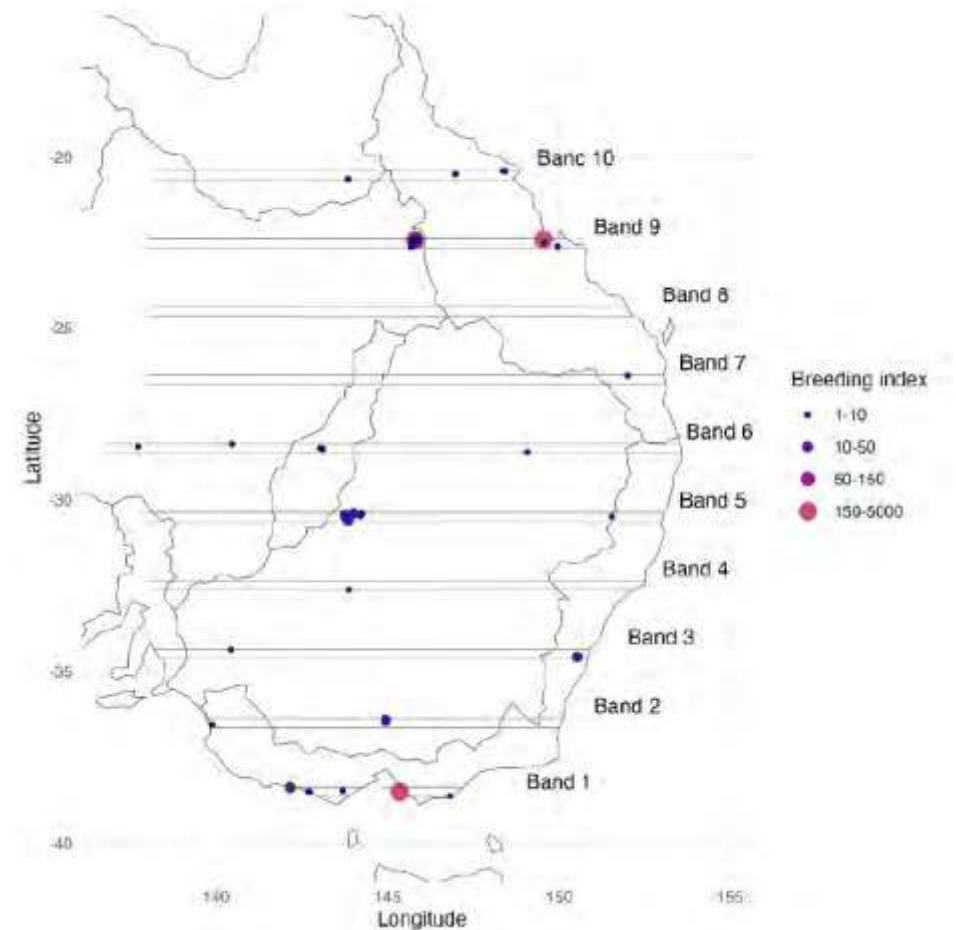 Banc 10
-20
Band 9
Band 8
-25
Band 7
Breeding index
1-10
Band 6
10-50
Latitude
50-150
Band 5
-30
150-5000
Band 4
Band 3
-35
Band 2
Band 1
-40
140
145
150
155
Longitude